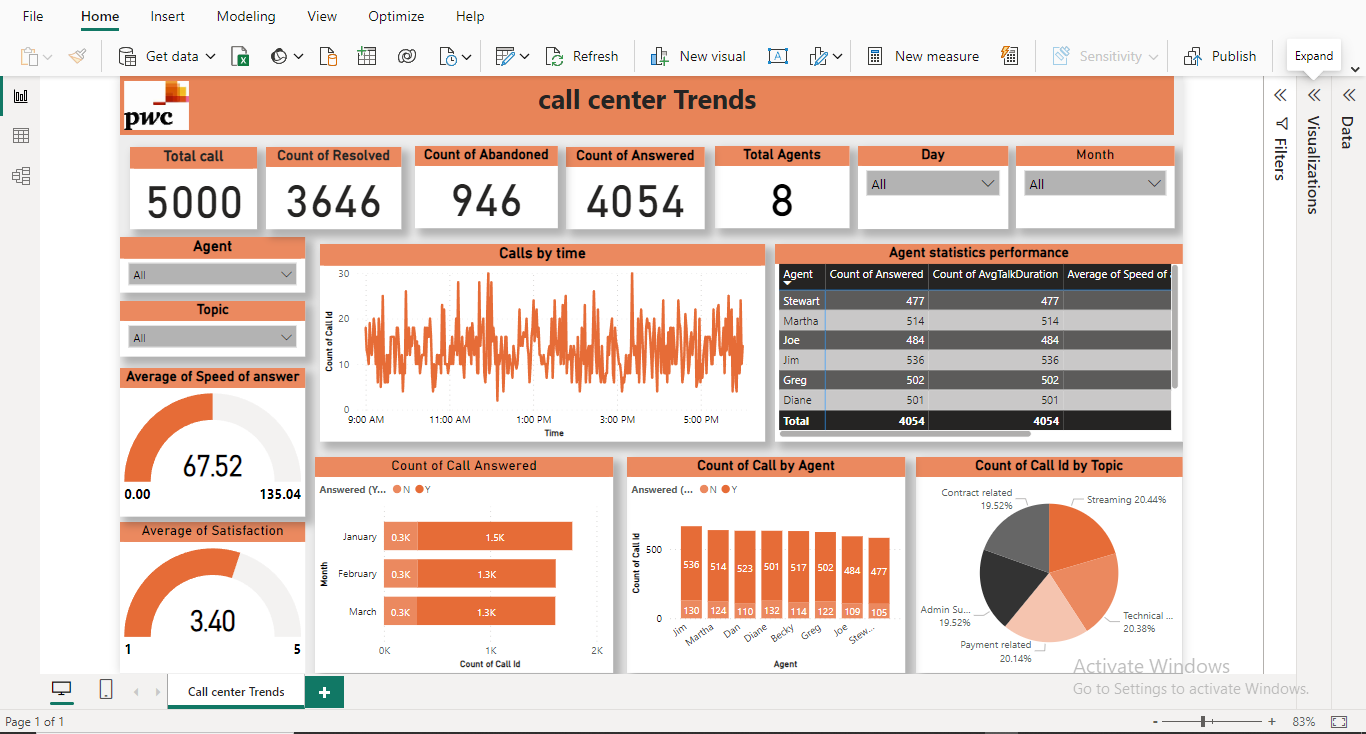 File Home Insert Modeling View Optimize Help
Get data Refresh New visual A New measure Sensitivity Publish Expand
pwc
call center Trends
Total call
5000
Count of Resolved
3646
Count of Abandoned
946
Count of Answered
4054
Total Agents
8
Day
All
Month
All
Filters
Visualizations
Data
Agent
All
Topic
All
Average of Speed of answer
67.52
0.00 135.04
Average of Satisfaction
3.40
1 5
Calls by time
Count of Call Id
30
20
10
0
9:00 AM 11:00 AM 1:00 PM 3:00 PM 5:00 PM
Time
Agent statistics performance
Agent Count of Answered Count of AvgTalkDuration Average of Speed of
Stewart 477 477
Martha 514 514
Joe 484 484
Jim 536 536
Greg 502 502
Diane 501 501
Total 4054 4054
Count of Call Answered
Answered (Y... N Y
Month
January 0.3K 1.5K
February 0.3K 1.3K
March 0.3K 1.3K
0K 1K 2K
Count of Call Id
Count of Call by Agent
Answered (... N Y
Count of Call Id
500
0
536 514 523 501 517 502 484 477
130 124 110 132 114 122 109 105
Jim Martha Dan Diane Becky Greg Joe Stew...
Agent
Count of Call Id by Topic
Contract related
19.52%
Streaming 20.44%
Admin Su...
19.52%
Technical ...
20.38%
Payment related
20.14%
Activate Windows
Go to Settings to activate Windows.
Call center Trends +
Page 1 of 1
- + 83%